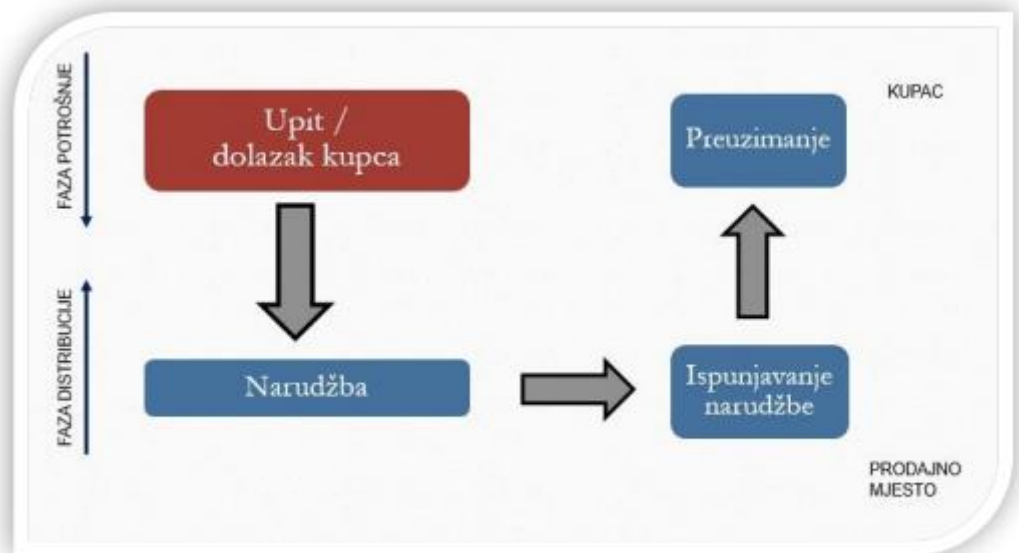 FAZA POTROŠNJE
Upit /
dolazak kupca
Preuzimanje
KUPAC
FAZA DISTRIBUCIJE
Narudžba
Ispunjavanje
narudžbe
PRODAJNO
MJESTO